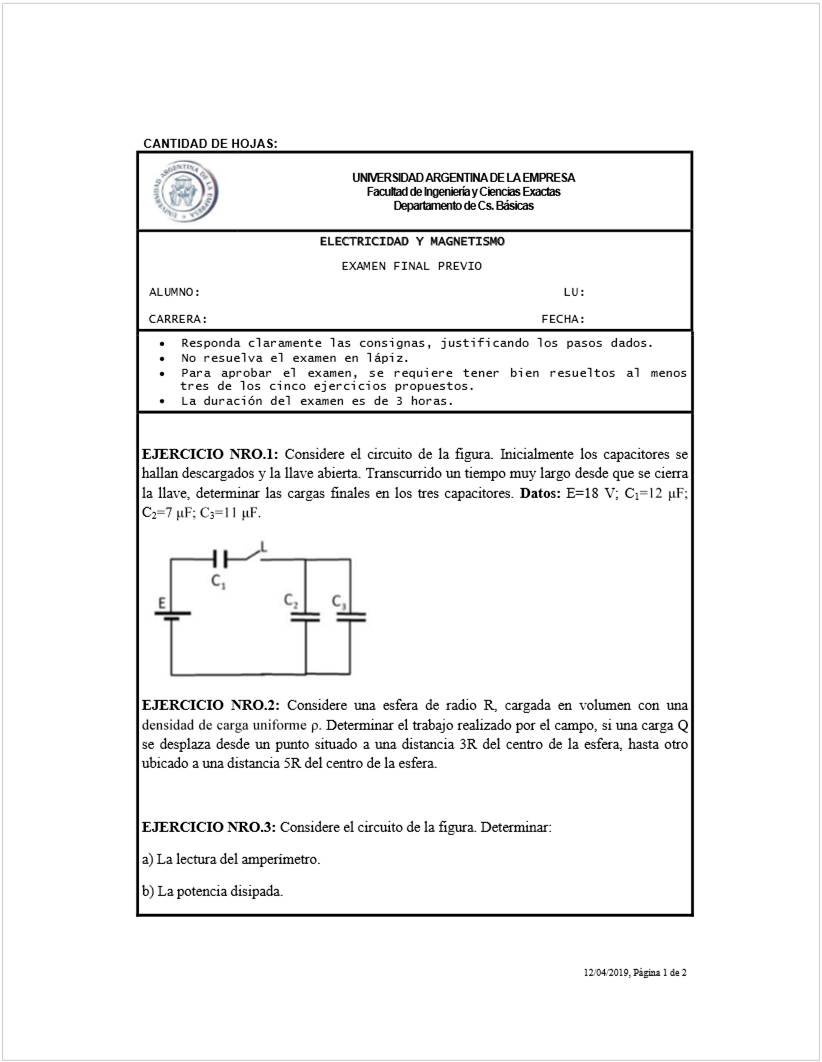 CANTIDAD DE HOJAS:
UNIVERSIDAD ARGENTINA DE LA EMPRESA
Facultad de Ingeniería y Ciencias Exactas
Departamento de Cs. Básicas
ELECTRICIDAD Y MAGNETISMO
EXAMEN FINAL PREVIO
ALUMNO: LU:
CARRERA: FECHA:
• Responda claramente las consignas, justificando los pasos dados.
• No resuelva el examen en lápiz.
• Para aprobar el examen, se requiere tener bien resueltos al menos
tres de los cinco ejercicios propuestos.
• La duración del examen es de 3 horas.
EJERCICIO NRO.1: Considere el circuito de la figura. Inicialmente los capacitores se
hallan descargados y la llave abierta. Transcurrido un tiempo muy largo desde que se cierra
la llave, determinar las cargas finales en los tres capacitores. Datos: E=18 V; C₁=12 μF;
C₂=7 μF; C₃=11 μF.
L
C₁
E
C₂ C₃
EJERCICIO NRO.2: Considere una esfera de radio R, cargada en volumen con una
densidad de carga uniforme ρ. Determinar el trabajo realizado por el campo, si una carga Q
se desplaza desde un punto situado a una distancia 3R del centro de la esfera, hasta otro
ubicado a una distancia 5R del centro de la esfera.
EJERCICIO NRO.3: Considere el circuito de la figura. Determinar:
a) La lectura del amperímetro.
b) La potencia disipada.
12/04/2019, Página 1 de 2